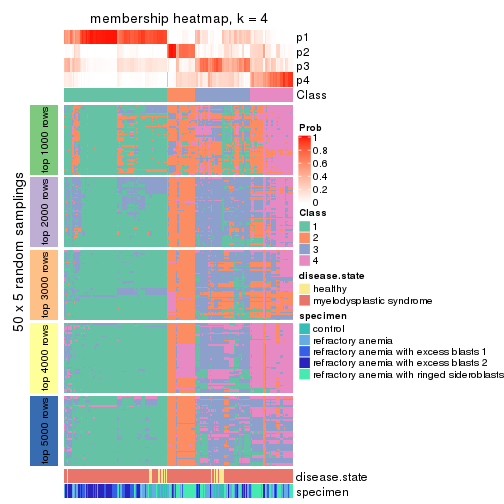 membership heatmap, k = 4
p1
p2
p3
p4
Class
50 x 5 random samplings
top 1000 rows
top 2000 rows
top 3000 rows
top 4000 rows
top 5000 rows
Prob
1
0.8
0.6
0.4
0.2
0
Class
1
2
3
4
disease.state
healthy
myelodysplastic syndrome
specimen
control
refractory anemia
refractory anemia with excess blasts 1
refractory anemia with excess blasts 2
refractory anemia with ringed sideroblasts
disease.state
specimen